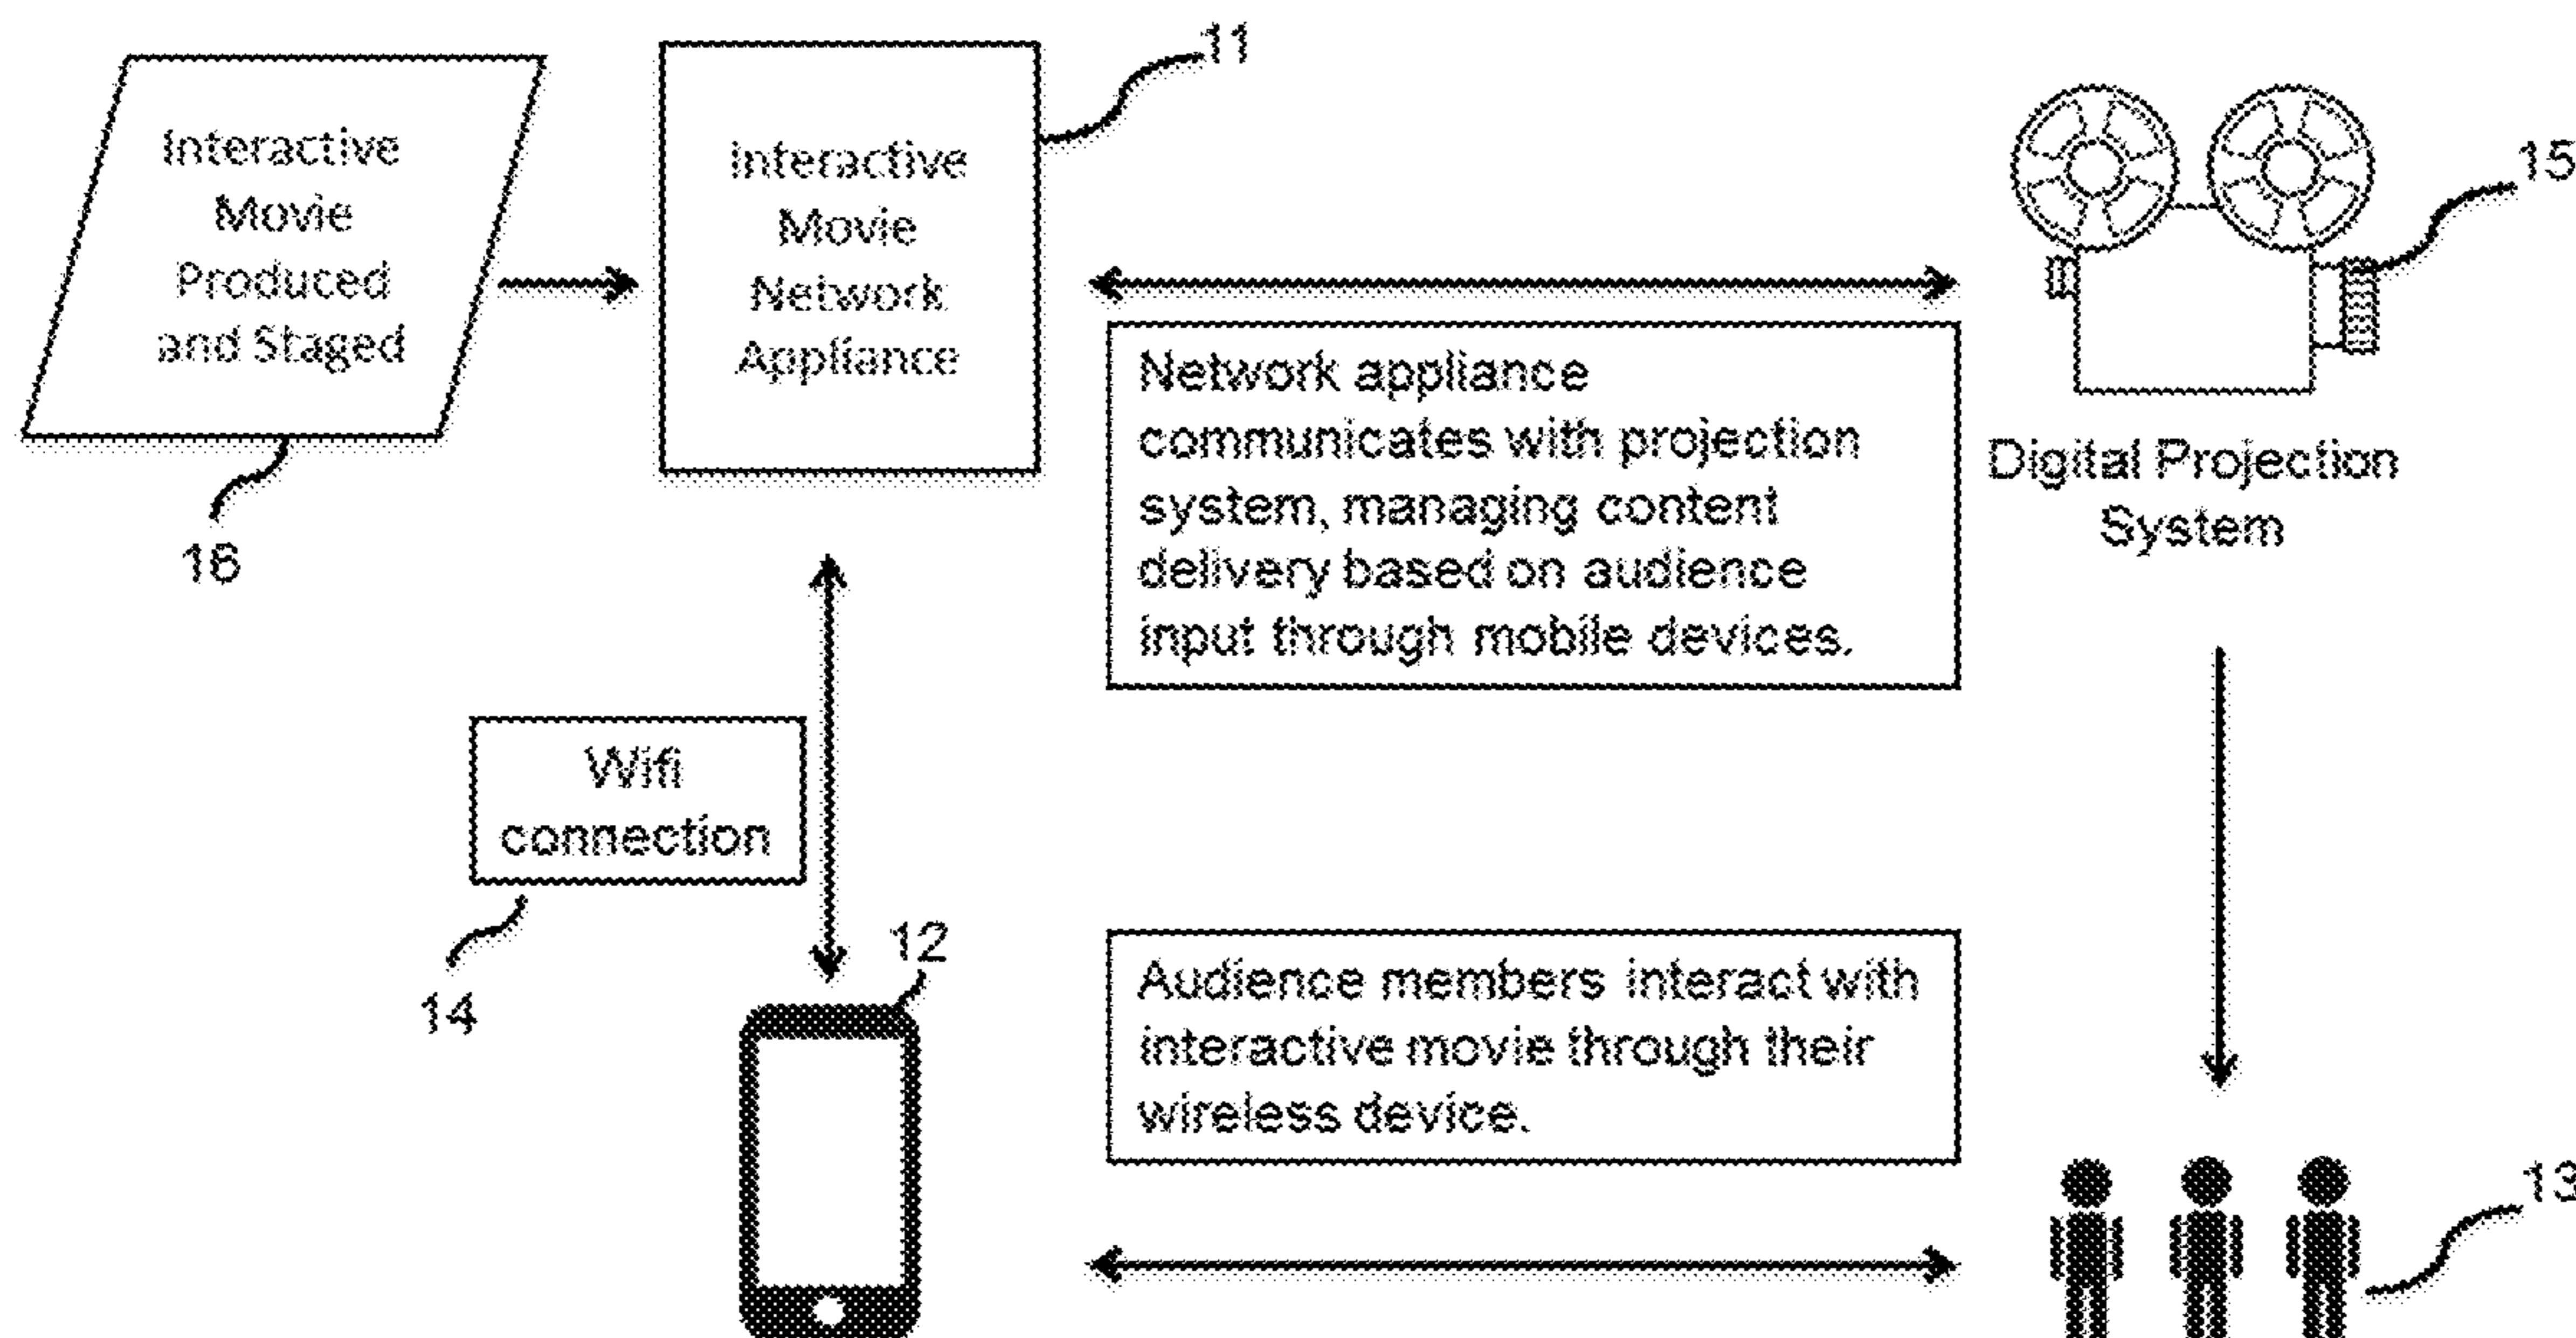 Interactive
Movie
Produced
and Staged
16
Interactive
Movie
Network
Appliance
11
15
Digital Projection
System
Network appliance
communicates with projection
system, managing content
delivery based on audience
input through mobile devices.
Wifi
connection
14
12
Audience members interact with
interactive movie through their
wireless device.
13